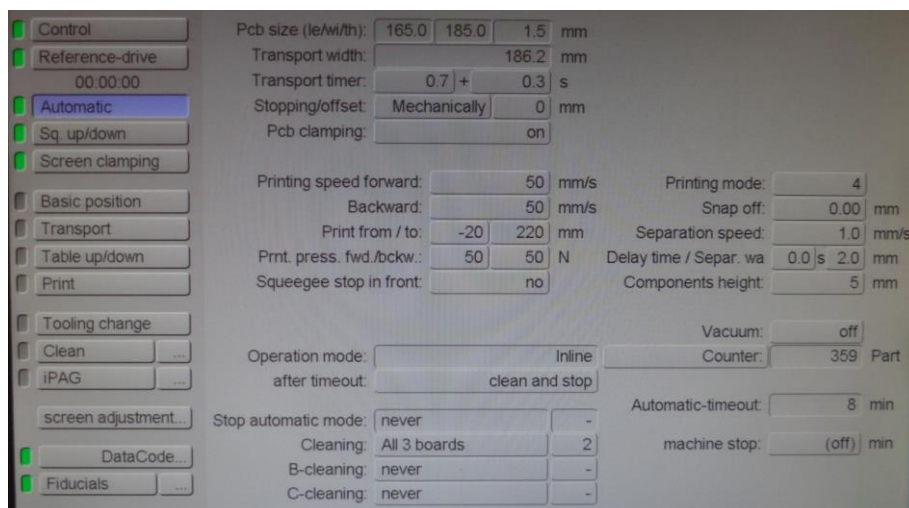 Control
Reference-drive
00:00:00
Automatic
Sq. up/down
Screen clamping
Basic position
Transport
Table up/down
Print
Tooling change
Clean ...
iPAG ...
screen adjustment...
DataCode...
Fiducials ...
Pcb size (le/wi/th): 165.0 185.0 1.5 mm
Transport width: 186.2 mm
Transport timer: 0.7 + 0.3 s
Stopping/offset: Mechanically 0 mm
Pcb clamping: on
Printing speed forward: 50 mm/s
Backward: 50 mm/s
Print from / to: -20 220 mm
Prnt. press. fwd./bckw.: 50 50 N
Squeegee stop in front: no
Printing mode: 4
Snap off: 0.00 mm
Separation speed: 1.0 mm/s
Delay time / Separ. wa 0.0 s 2.0 mm
Components height: 5 mm
Operation mode: Inline
after timeout: clean and stop
Vacuum: off
Counter: 359 Part
Stop automatic mode: never -
Cleaning: All 3 boards 2
B-cleaning: never -
C-cleaning: never -
Automatic-timeout: 8 min
machine stop: (off) min